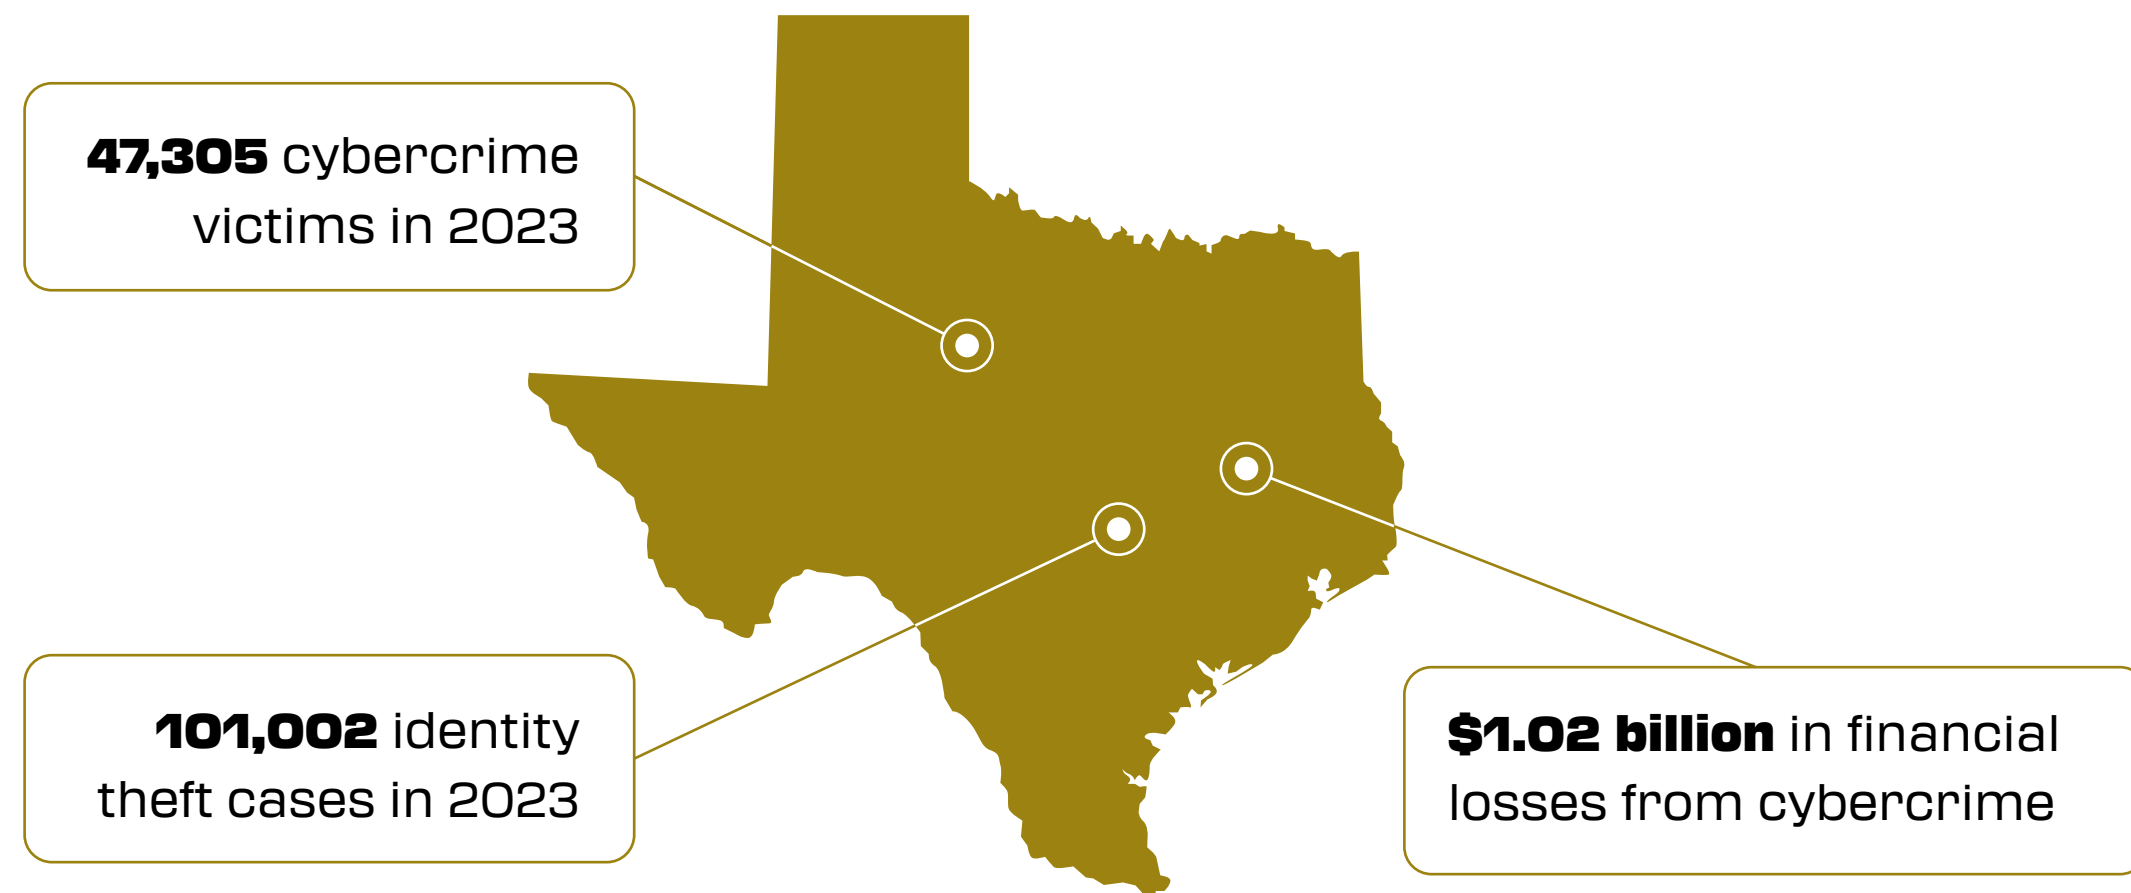 47,305 cybercrime
victims in 2023
101,002 identity
theft cases in 2023
$1.02 billion in financial
losses from cybercrime